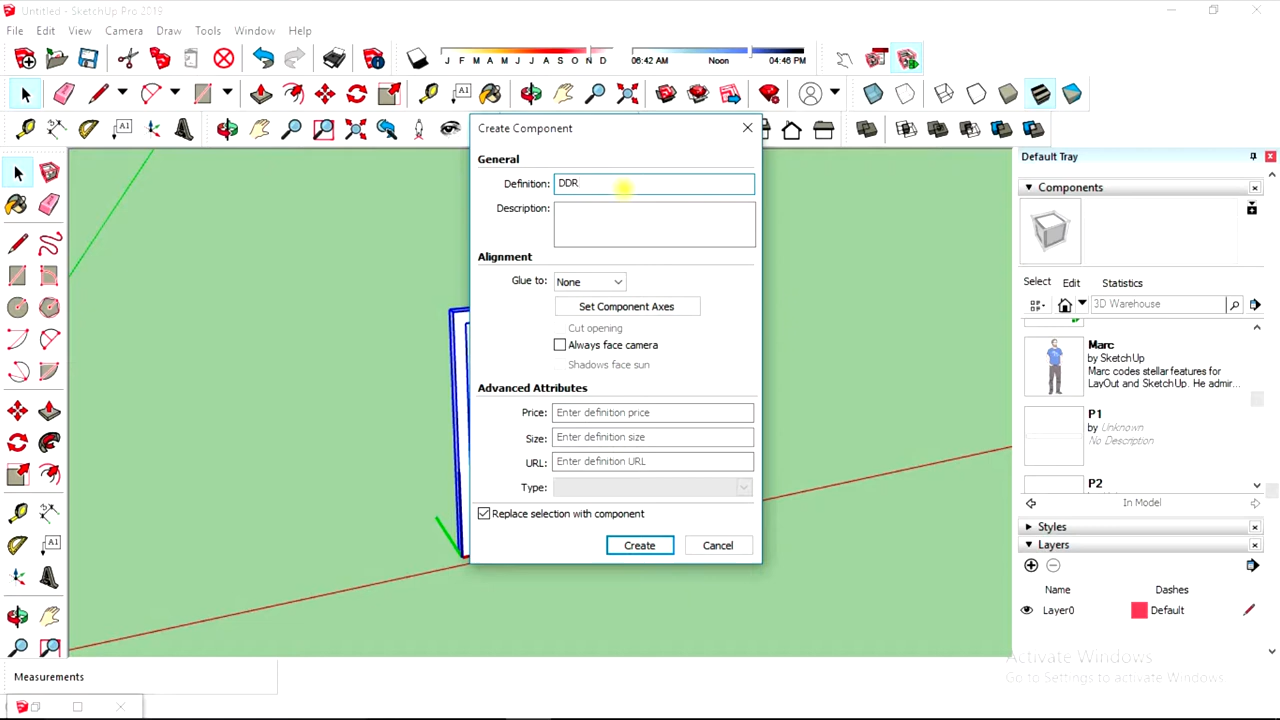 Untitled - SketchUp Pro 2019
File Edit View Camera Draw Tools Window Help
J F M A M J J A S O N D 06:42 AM Noon 04:46 PM
A1
A1
Create Component
General
Definition: DDR
Description:
Alignment
Glue to: None
Set Component Axes
Cut opening
Always face camera
Shadows face sun
Advanced Attributes
Price: Enter definition price
Size: Enter definition size
URL: Enter definition URL
Type:
Replace selection with component
Create Cancel
Default Tray
Components
Select Edit Statistics
3D Warehouse
Marc
by SketchUp
Marc codes stellar features for
LayOut and SketchUp. He admir...
P1
by Unknown
No Description
P2
In Model
Styles
Layers
Name Dashes
Layer0 Default
A1
Activate Windows
Go to Settings to activate Windows.
Measurements